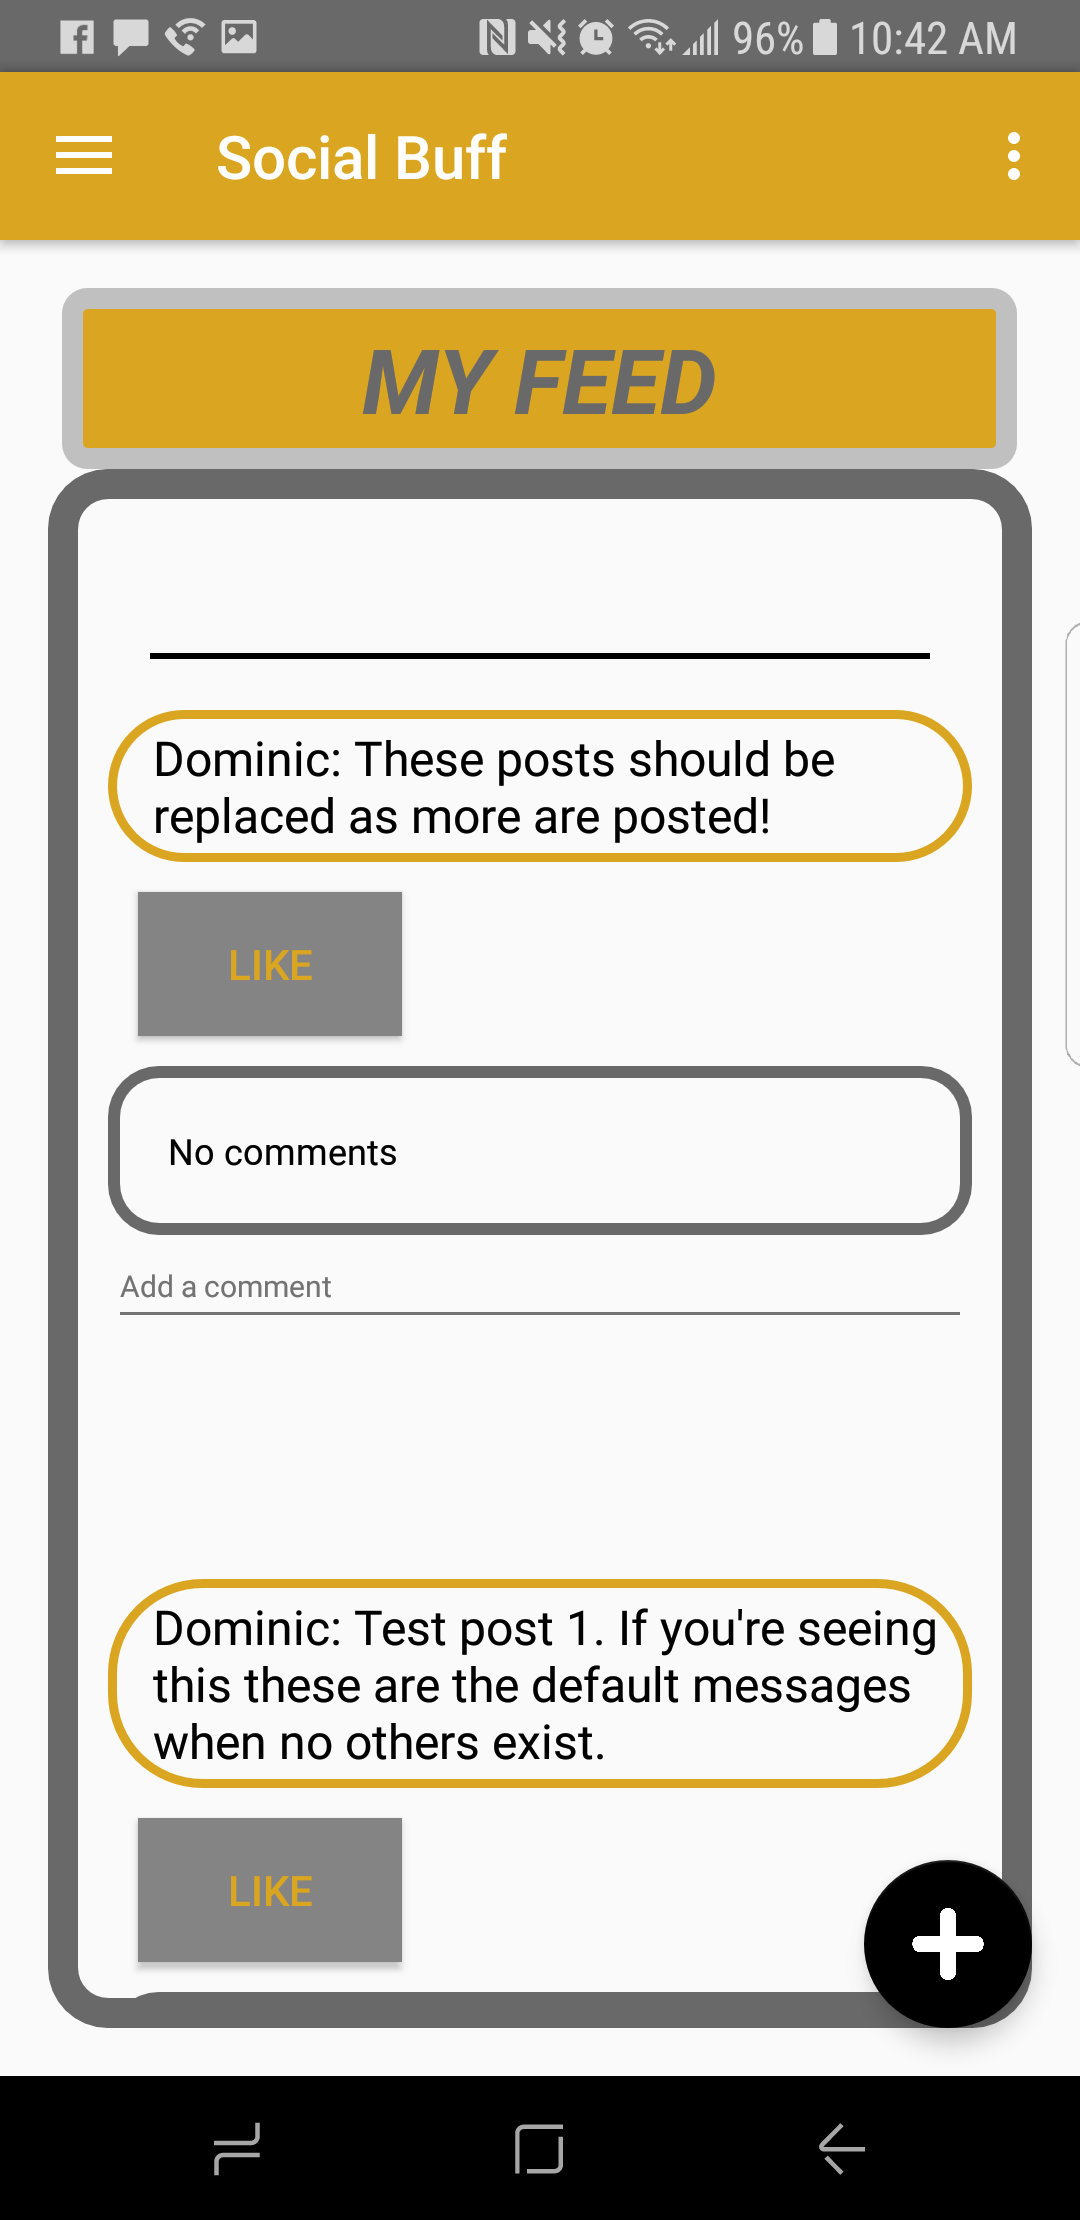 96% 10:42 AM
Social Buff
MY FEED
Dominic: These posts should be
replaced as more are posted!
LIKE
No comments
Add a comment
Dominic: Test post 1. If you're seeing
this these are the default messages
when no others exist.
LIKE